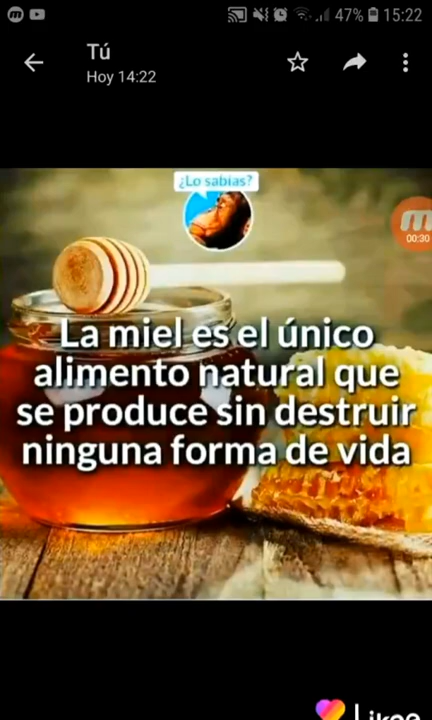 47% 15:22
Tú
Hoy 14:22
¿Lo sabías?
00:30
La miel es el único
alimento natural que
se produce sin destruir
ninguna forma de vida
Likee